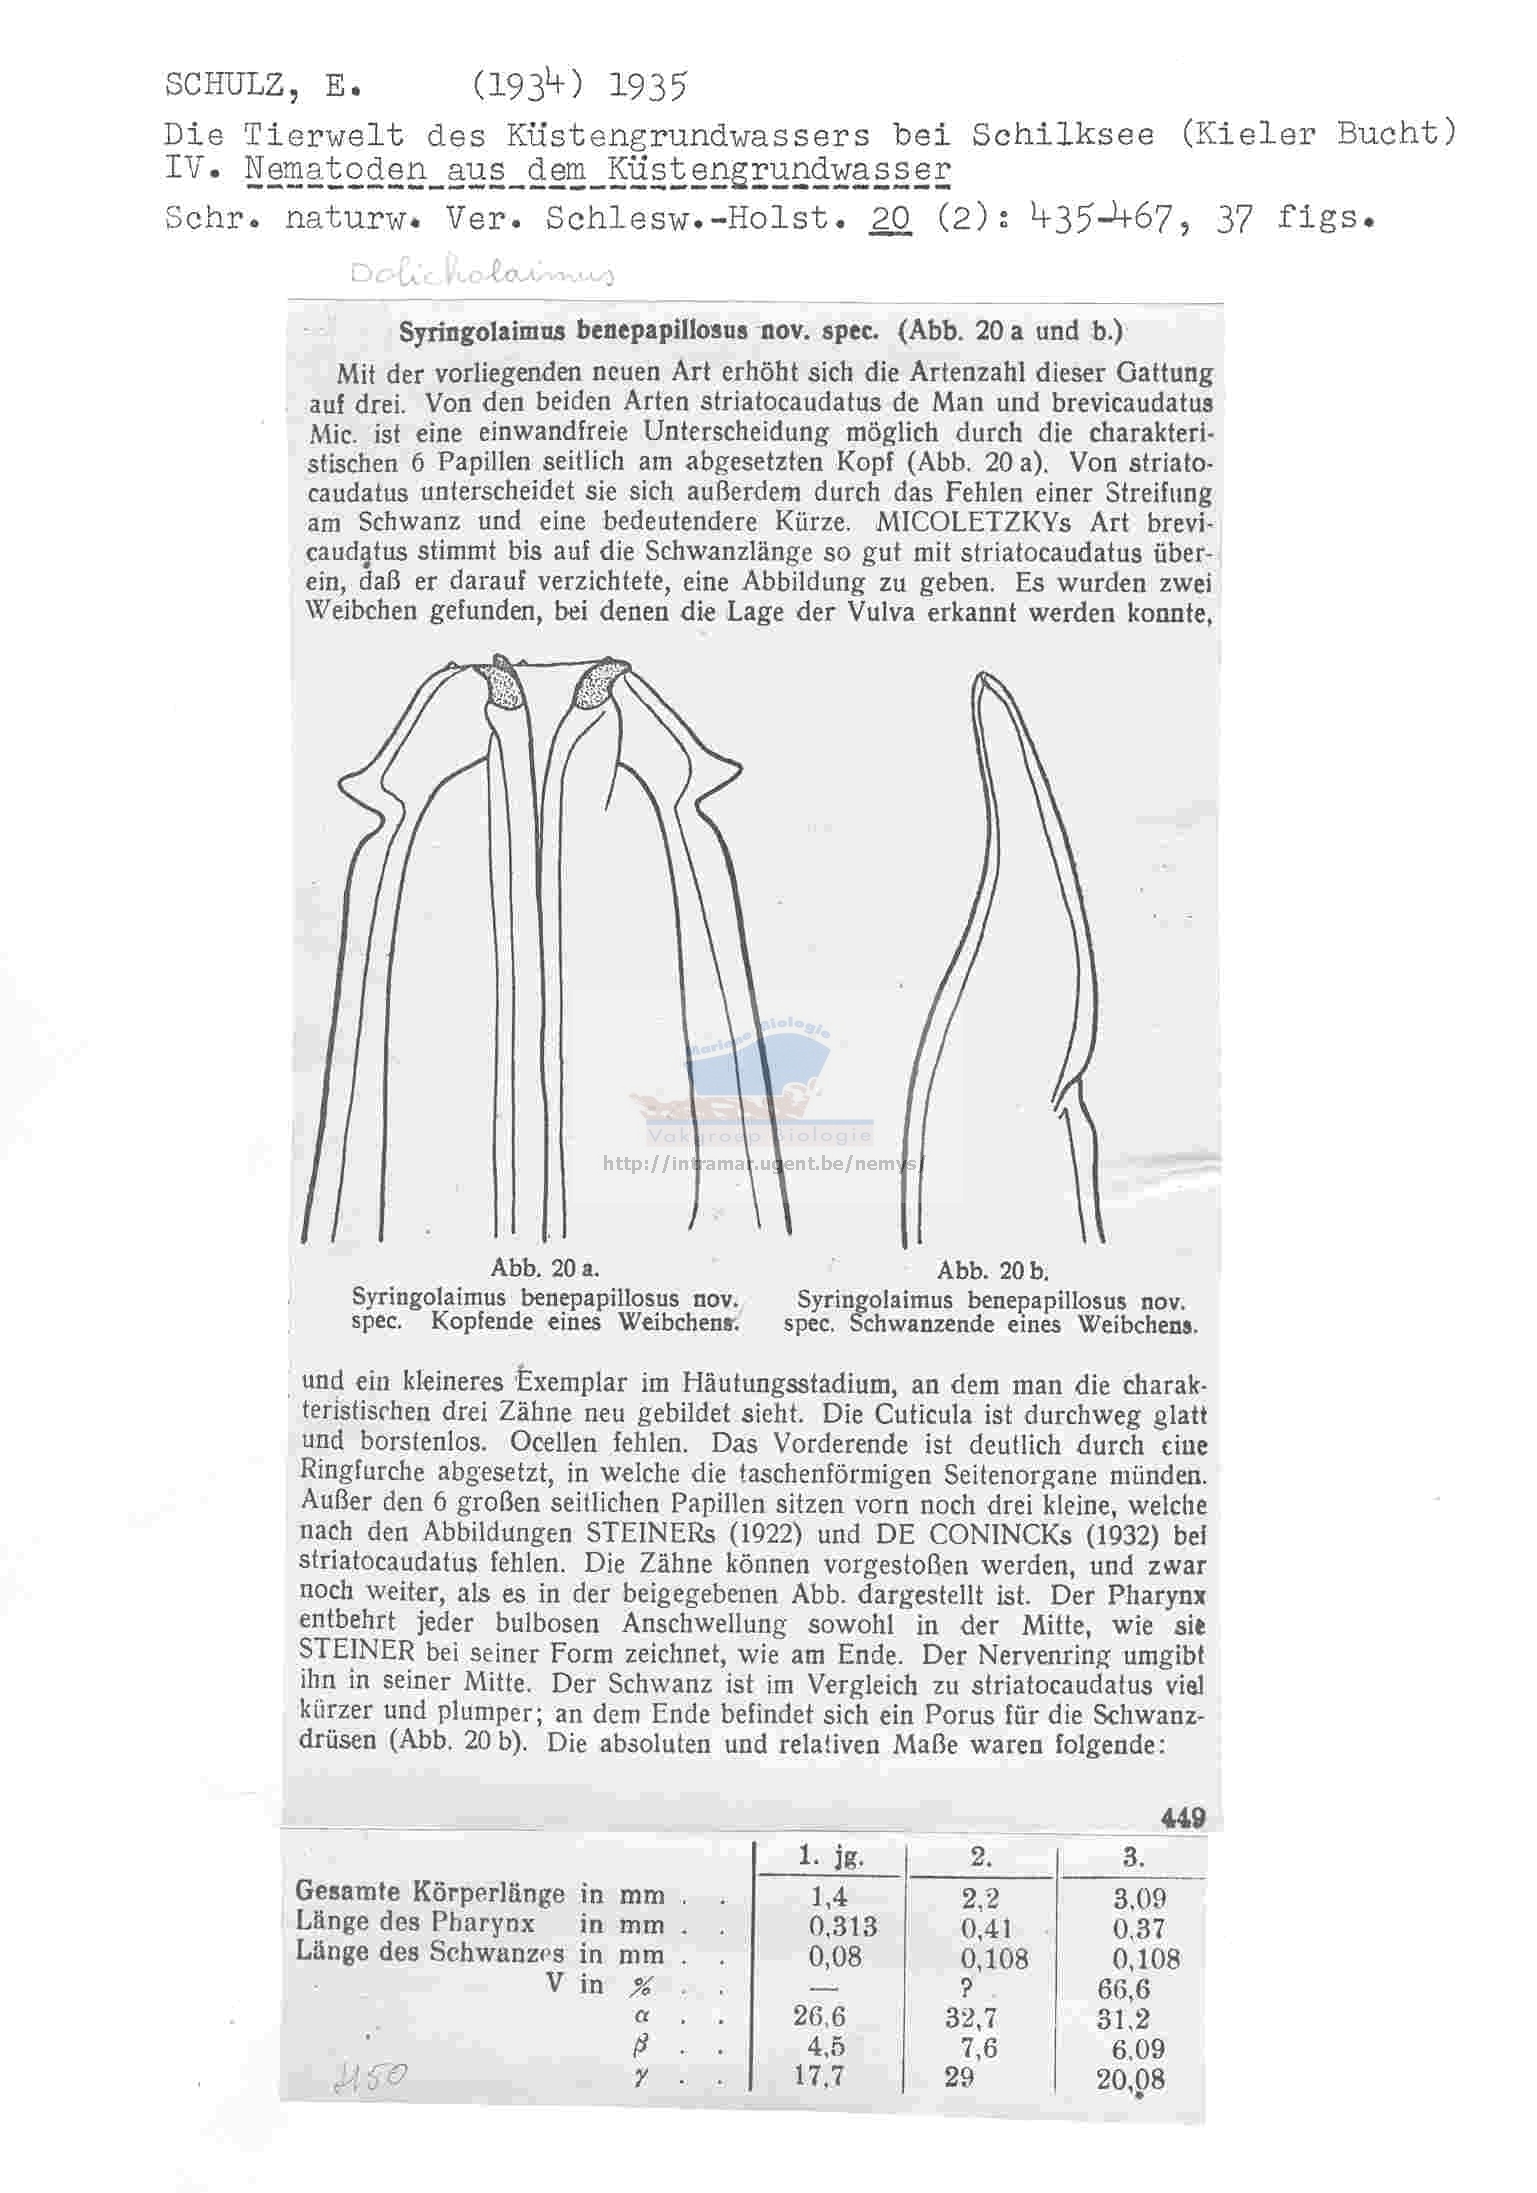 SCHULZ, E. (1934) 1935
Die Tierwelt des Küstengrundwassers bei Schilksee (Kieler Bucht)
IV. Nematoden aus dem Küstengrundwasser
Schr. naturw. Ver. Schlesw.-Holst. 20 (2): 435-467, 37 figs.
Dolicholaimus
Syringolaimus benepapillosus nov. spec. (Abb. 20 a und b.)
Mit der vorliegenden neuen Art erhöht sich die Artenzahl dieser Gattung
auf drei. Von den beiden Arten striatocaudatus de Man und brevicaudatus
Mic. ist eine einwandfreie Unterscheidung möglich durch die charakteri-
stischen 6 Papillen seitlich am abgesetzten Kopf (Abb. 20 a). Von striato-
caudatus unterscheidet sie sich außerdem durch das Fehlen einer Streifung
am Schwanz und eine bedeutendere Kürze. MICOLETZKYs Art brevi-
caudatus stimmt bis auf die Schwanzlänge so gut mit striatocaudatus über-
ein, daß er darauf verzichtete, eine Abbildung zu geben. Es wurden zwei
Weibchen gefunden, bei denen die Lage der Vulva erkannt werden konnte,
Mariene Biologie
Vakgroep Biologie
http://intramar.ugent.be/nemys/
Abb. 20 a.
Syringolaimus benepapillosus nov.
spec. Kopfende eines Weibchens.
Abb. 20 b.
Syringolaimus benepapillosus nov.
spec. Schwanzende eines Weibchens.
und ein kleineres Exemplar im Häutungsstadium, an dem man die charak-
teristischen drei Zähne neu gebildet sieht. Die Cuticula ist durchweg glatt
und borstenlos. Ocellen fehlen. Das Vorderende ist deutlich durch eine
Ringfurche abgesetzt, in welche die taschenförmigen Seitenorgane münden.
Außer den 6 großen seitlichen Papillen sitzen vorn noch drei kleine, welche
nach den Abbildungen STEINERs (1922) und DE CONINCKs (1932) bei
striatocaudatus fehlen. Die Zähne können vorgestoßen werden, und zwar
noch weiter, als es in der beigegebenen Abb. dargestellt ist. Der Pharynx
entbehrt jeder bulbosen Anschwellung sowohl in der Mitte, wie sie
STEINER bei seiner Form zeichnet, wie am Ende. Der Nervenring umgibt
ihn in seiner Mitte. Der Schwanz ist im Vergleich zu striatocaudatus viel
kürzer und plumper; an dem Ende befindet sich ein Porus für die Schwanz-
drüsen (Abb. 20 b). Die absoluten und relativen Maße waren folgende:
449
1. jg. 2. 3.
Gesamte Körperlänge in mm . . 1,4 2,2 3,09
Länge des Pharynx in mm . . 0,313 0,41 0,37
Länge des Schwanzes in mm . . 0,08 0,108 0,108
V in % . . — ? 66,6
α . . 26,6 32,7 31,2
β . . 4,5 7,6 6,09
γ . . 17,7 29 20,08